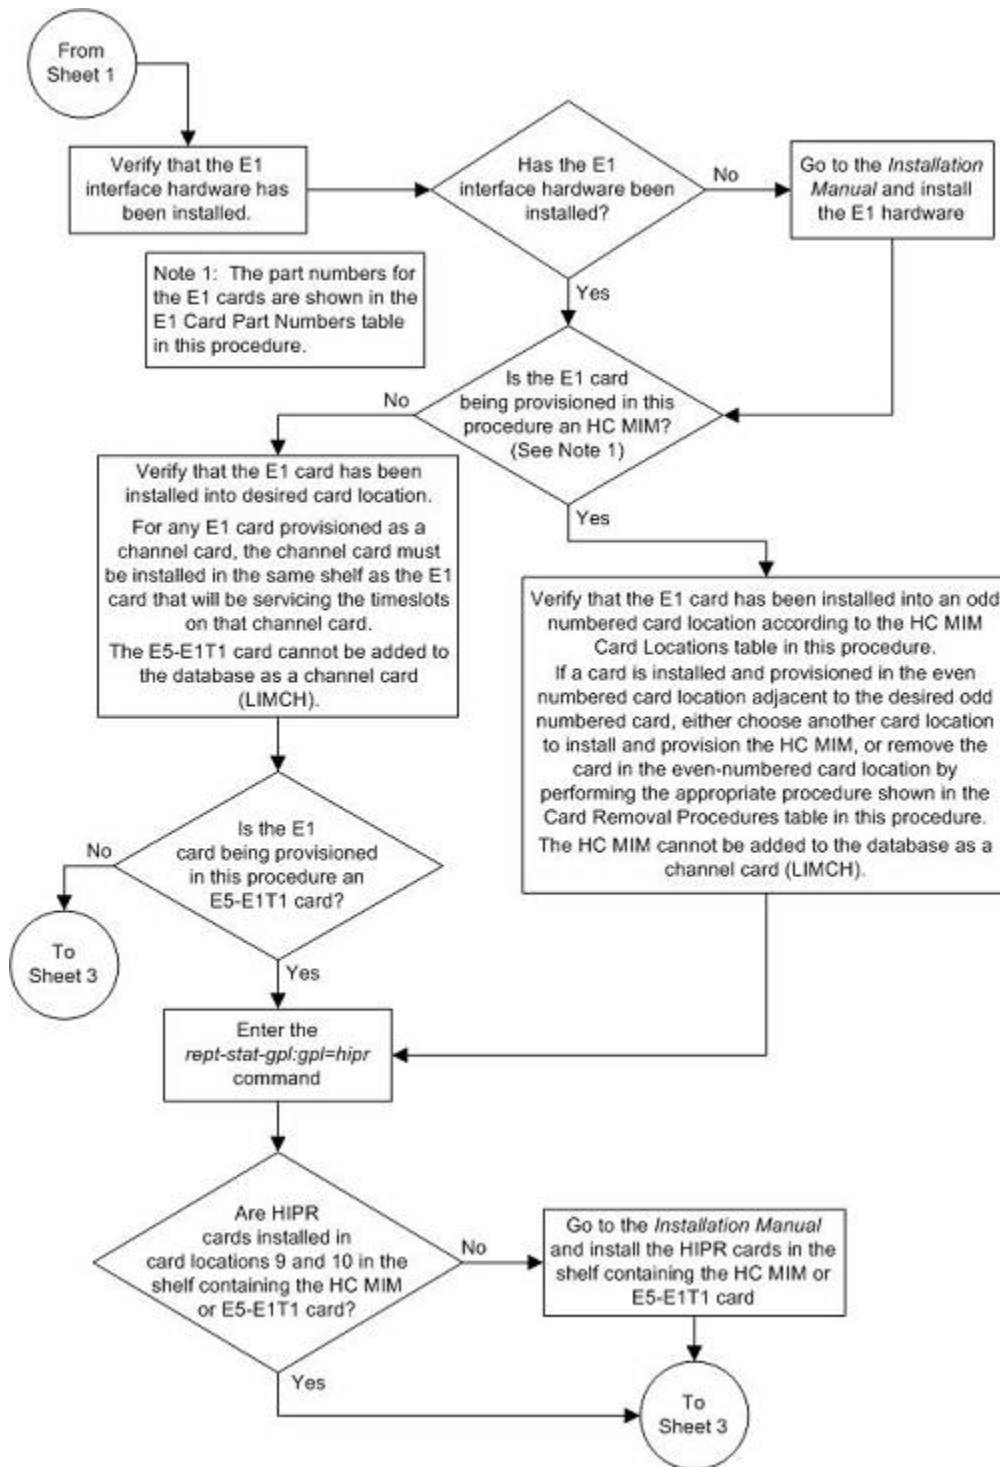 From
Sheet 1
Verify that the E1
interface hardware has
been installed.
Has the E1
interface hardware been
installed?
No
Go to the Installation
Manual and install
the E1 hardware
Note 1: The part numbers for
the E1 cards are shown in the
E1 Card Part Numbers table
in this procedure.
Yes
Is the E1 card
being provisioned in this
procedure an HC MIM?
(See Note 1)
No
Verify that the E1 card has been
installed into desired card location.
For any E1 card provisioned as a
channel card, the channel card must
be installed in the same shelf as the E1
card that will be servicing the timeslots
on that channel card.
The E5-E1T1 card cannot be added to
the database as a channel card
(LIMCH).
Yes
Verify that the E1 card has been installed into an odd
numbered card location according to the HC MIM
Card Locations table in this procedure.
If a card is installed and provisioned in the even
numbered card location adjacent to the desired odd
numbered card, either choose another card location
to install and provision the HC MIM, or remove the
card in the even-numbered card location by
performing the appropriate procedure shown in the
Card Removal Procedures table in this procedure.
The HC MIM cannot be added to the database as a
channel card (LIMCH).
Is the E1
card being provisioned
in this procedure an
E5-E1T1 card?
No
To
Sheet 3
Yes
Enter the
rept-stat-gpl:gpl=hipr
command
Are HIPR
cards installed in
card locations 9 and 10 in the
shelf containing the HC MIM
or E5-E1T1 card?
No
Go to the Installation Manual
and install the HIPR cards in the
shelf containing the HC MIM or
E5-E1T1 card
Yes
To
Sheet 3